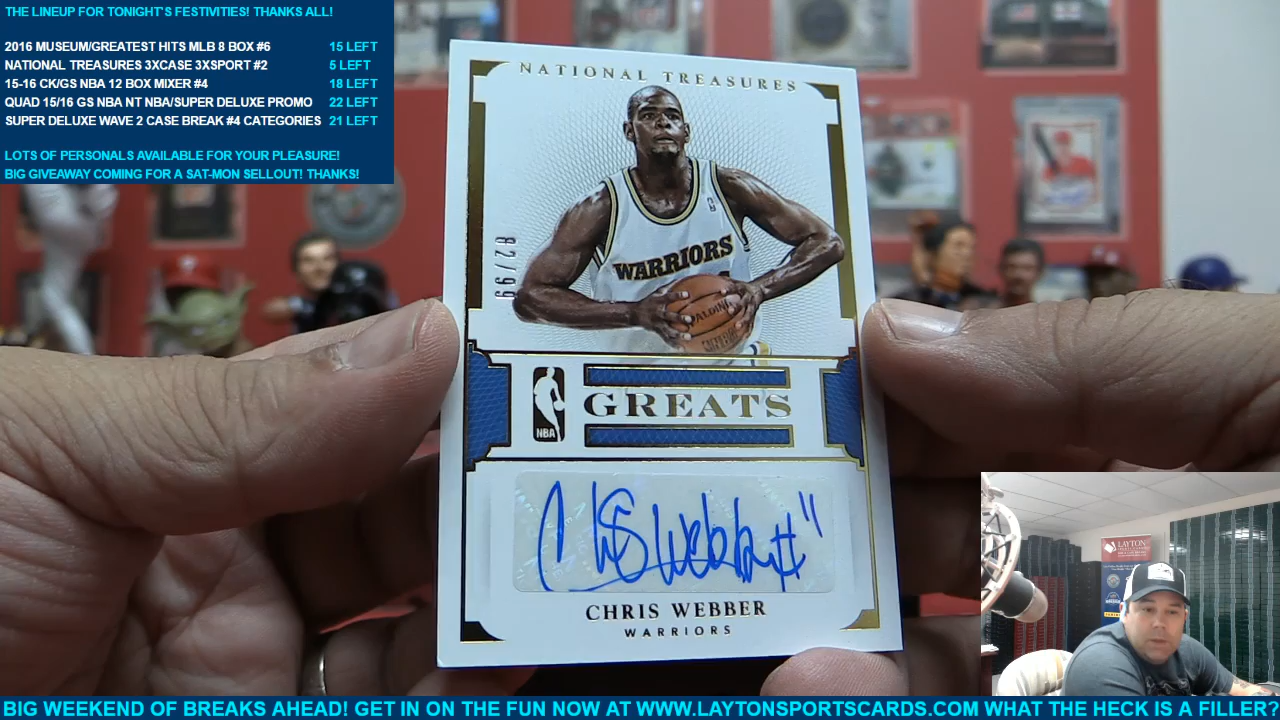 THE LINEUP FOR TONIGHT'S FESTIVITIES! THANKS ALL!
2016 MUSEUM/GREATEST HITS MLB 8 BOX #6 15 LEFT
NATIONAL TREASURES 3XCASE 3XSPORT #2 5 LEFT
15-16 CK/GS NBA 12 BOX MIXER #4 18 LEFT
QUAD 15/16 GS NBA NT NBA/SUPER DELUXE PROMO 22 LEFT
SUPER DELUXE WAVE 2 CASE BREAK #4 CATEGORIES 21 LEFT
LOTS OF PERSONALS AVAILABLE FOR YOUR PLEASURE!
BIG GIVEAWAY COMING FOR A SAT-MON SELLOUT! THANKS!
NATIONAL TREASURES
82/99
WARRIORS
SPALDING
NBA
GREATS
CHRIS WEBBER
WARRIORS
LAYTON
BIG WEEKEND OF BREAKS AHEAD! GET IN ON THE FUN NOW AT WWW.LAYTONSPORTSCARDS.COM WHAT THE HECK IS A FILLER?